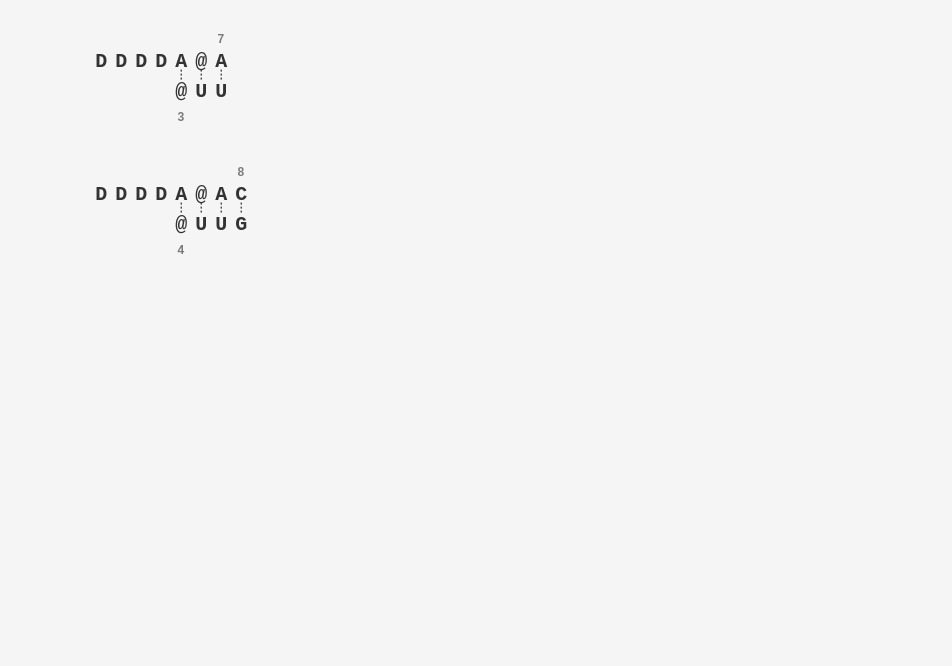 7
D D D D A @ A
@ U U
3
8
D D D D A @ A C
@ U U G
4